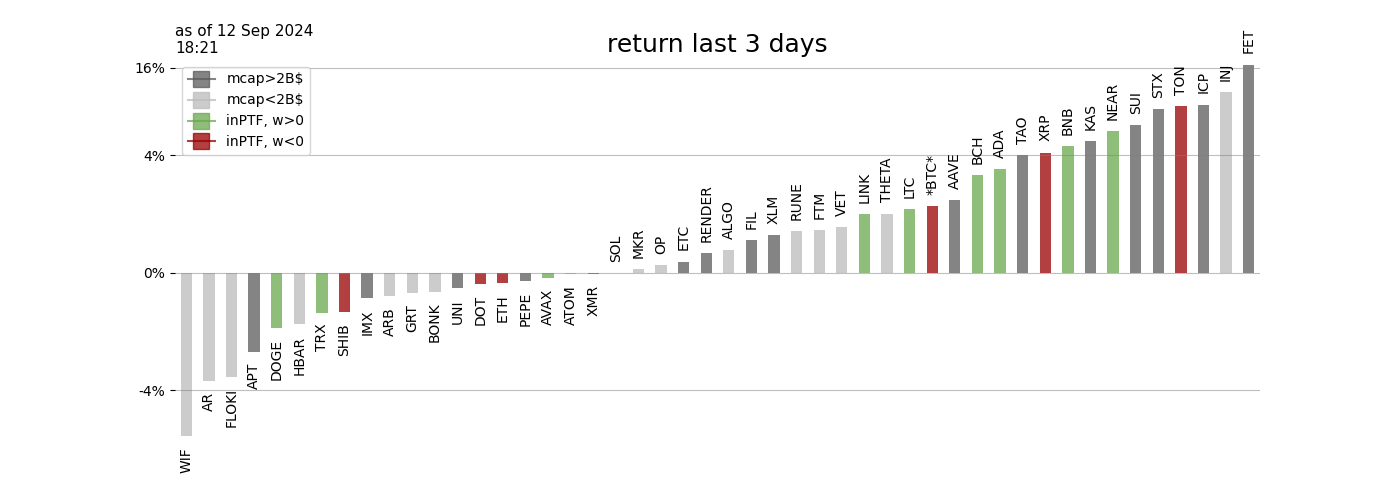 as of 12 Sep 2024
18:21
return last 3 days
16%
4%
0%
-4%
mcap>2B$
mcap<2B$
inPTF, w>0
inPTF, w<0
WIF
AR
FLOKI
APT
DOGE
HBAR
TRX
SHIB
IMX
ARB
GRT
BONK
UNI
DOT
ETH
PEPE
AVAX
ATOM
XMR
SOL
MKR
OP
ETC
RENDER
ALGO
FIL
XLM
RUNE
FTM
VET
LINK
THETA
LTC
*BTC*
AAVE
BCH
ADA
TAO
XRP
BNB
KAS
NEAR
SUI
STX
TON
ICP
INJ
FET